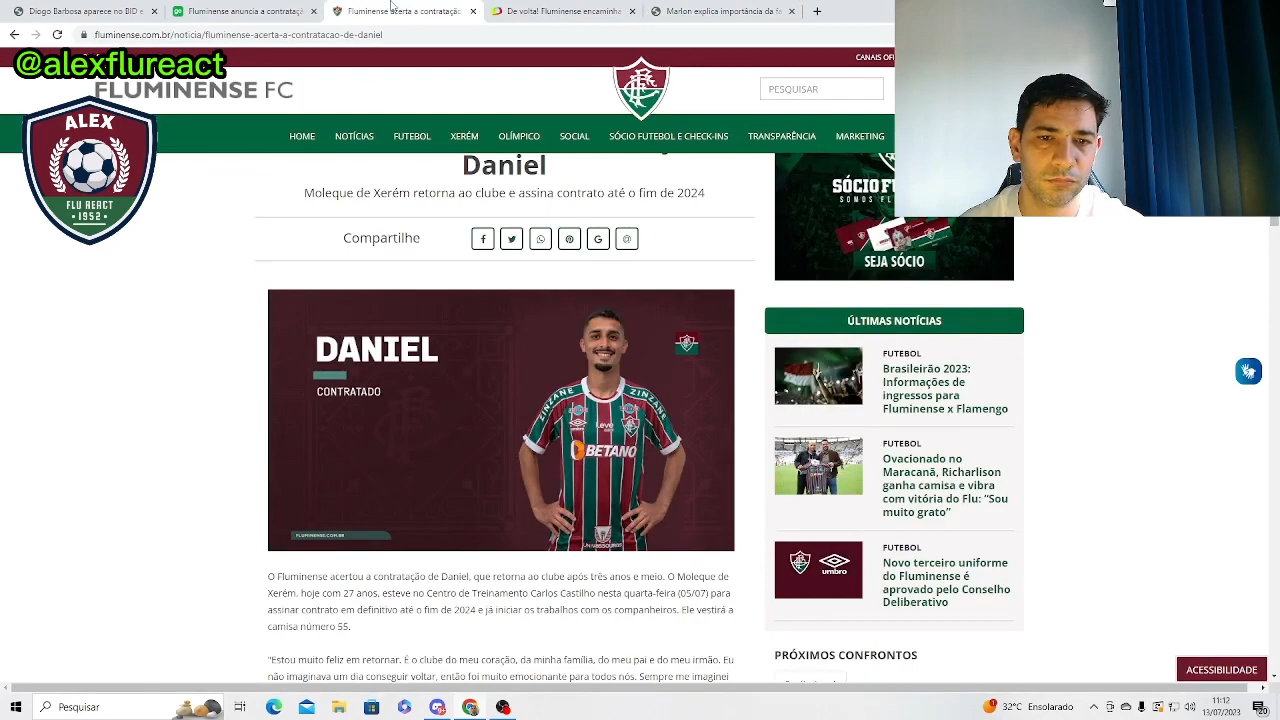 Diogo Barbosa aparece no BID e
Fluminense anuncia a contrataçã
Fluminense acerta a contratação
De volta! Fluminense encaminha
Marlon explica importância da fa
fluminense.com.br/noticia/fluminense-acerta-a-contratacao-de-daniel
@alexflureact
CANAIS OFI
FLUMINENSE FC
PESQUISAR
ALEX
FLU REACT
• 1952 •
HOME NOTÍCIAS FUTEBOL XERÉM OLÍMPICO SOCIAL SÓCIO FUTEBOL E CHECK-INS TRANSPARÊNCIA MARKETING
Daniel
Moleque de Xerém retorna ao clube e assina contrato até o fim de 2024
Compartilhe
SEJA SÓCIO
DANIEL
CONTRATADO
ZINZANE
ZINZANE
Leve
BETANO
FLUMINENSE.COM.BR
ÚLTIMAS NOTÍCIAS
FUTEBOL
Brasileirão 2023:
Informações de
ingressos para
Fluminense x Flamengo
FUTEBOL
Ovacionado no
Maracanã, Richarlison
ganha camisa e vibra
com vitória do Flu: “Sou
muito grato”
umbro
FUTEBOL
Novo terceiro uniforme
do Fluminense é
aprovado pelo Conselho
Deliberativo
O Fluminense acertou a contratação de Daniel, que retorna ao clube após três anos e meio. O Moleque de
Xerém, hoje com 27 anos, esteve no Centro de Treinamento Carlos Castilho nesta quarta-feira (05/07) para
assinar contrato em definitivo até o fim de 2024 e já iniciar os trabalhos com os companheiros. Ele vestirá a
camisa número 55.
"Estou muito feliz em retornar. É o clube do meu coração, da minha família, do meu pai e do meu irmão. Eu
não imaginava um dia conseguir voltar, então foi muito emocionante para todos nós. Sempre me imaginei
PRÓXIMOS CONFRONTOS
ACESSIBILIDADE
Pesquisar
32°C Ensolarado
11:12
13/07/2023
20